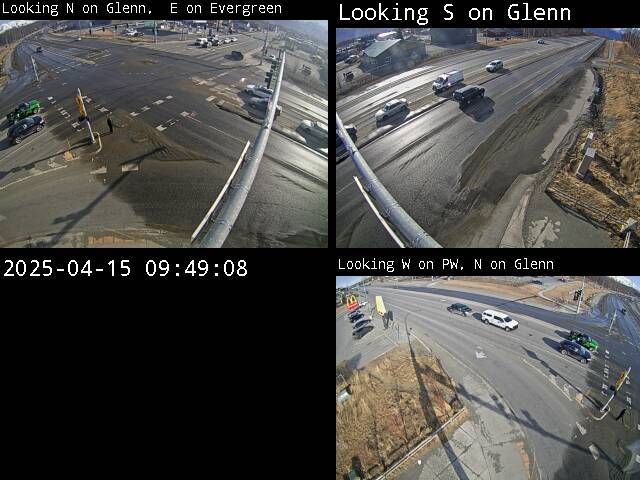 Looking N on Glenn,  E on Evergreen
Looking S on Glenn
2025-04-15 09:49:08
Looking W on PW, N on Glenn